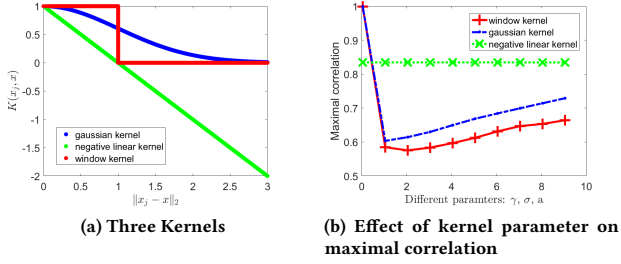 1
0.5
0
-0.5
-1
-1.5
-2
K(x_j, x)
gaussian kernel
negative linear kernel
window kernel
0 0.5 1 1.5 2 2.5 3
‖x_j − x‖_2
(a) Three Kernels
1
0.9
0.8
0.7
0.6
0.5
Maximal correlation
window kernel
gaussian kernel
negative linear kernel
0 2 4 6 8 10
Different paramters: γ, σ, a
(b) Effect of kernel parameter on
maximal correlation